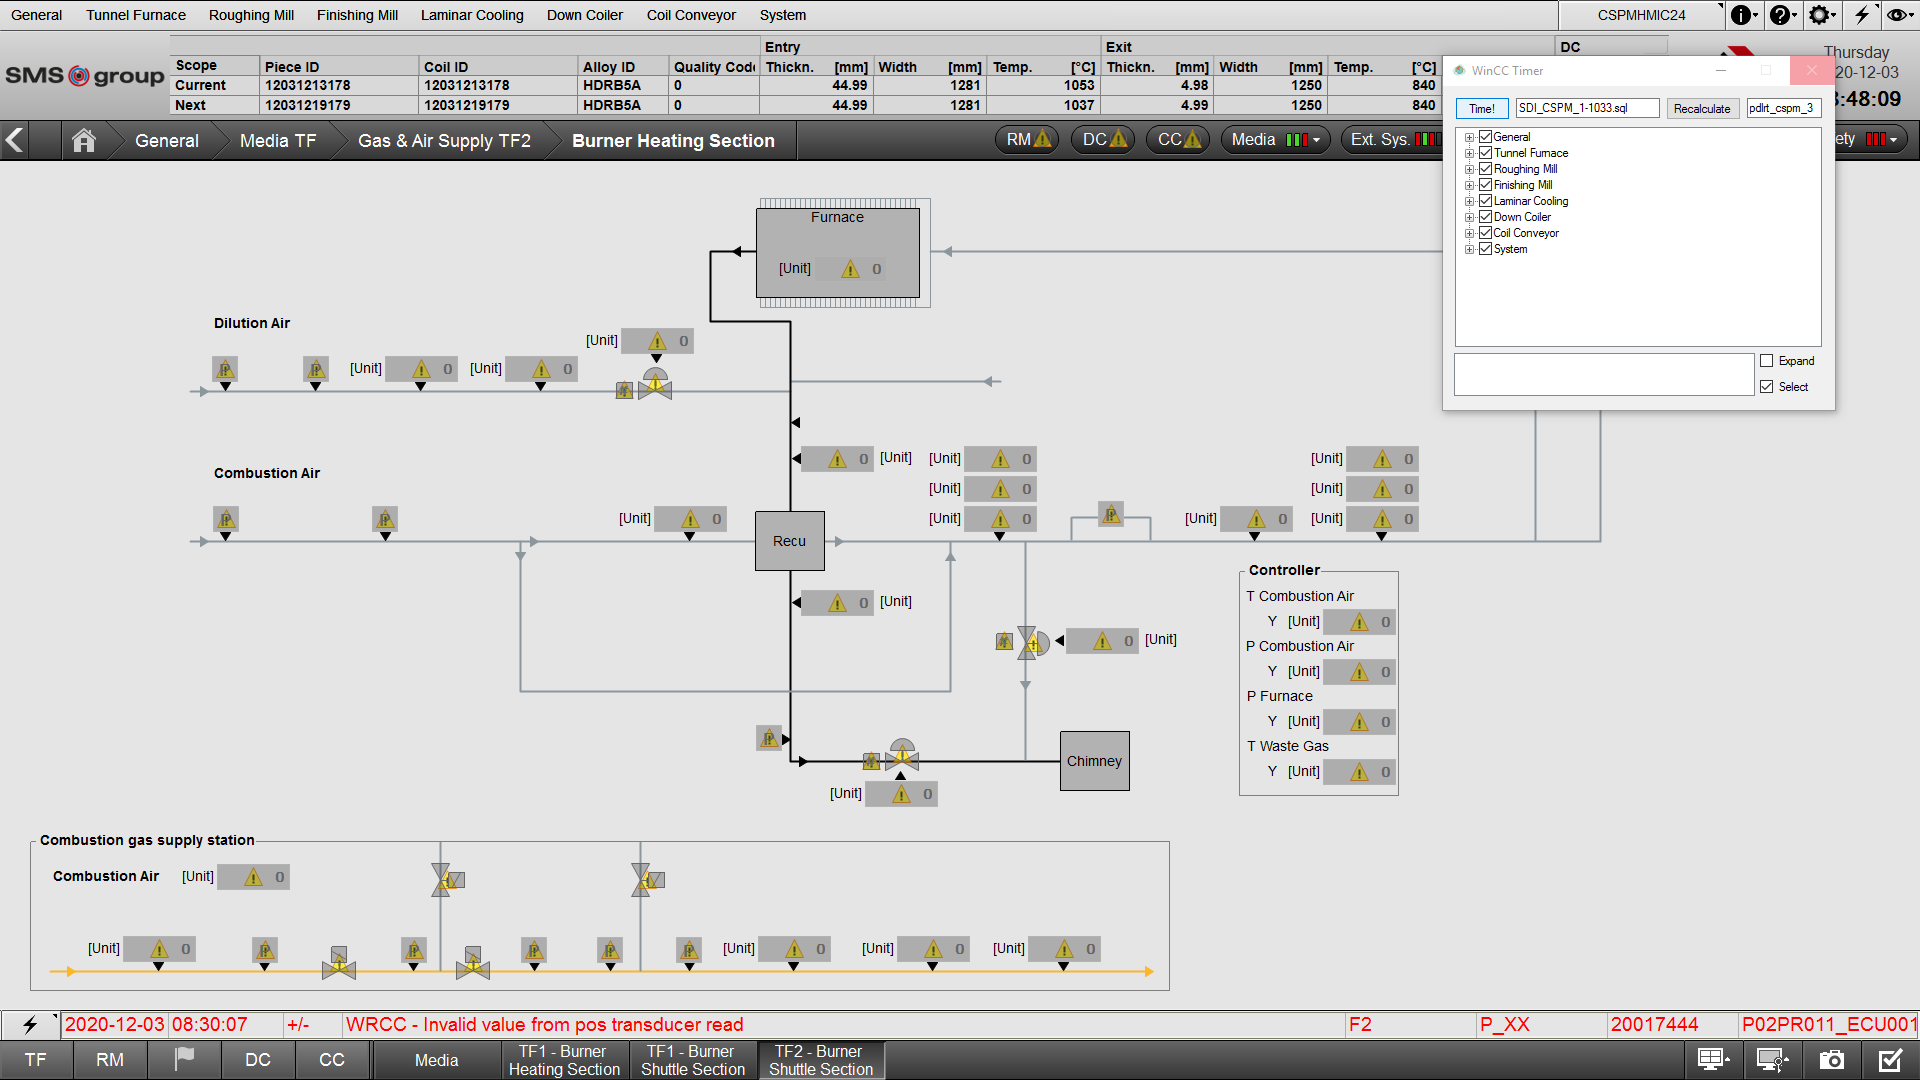 General Tunnel Furnace Roughing Mill Finishing Mill Laminar Cooling Down Coiler Coil Conveyor System CSPMHMIC24
SMS group
Entry Exit DC
Scope Piece ID Coil ID Alloy ID Quality Thickn. [mm] Width [mm] Temp. [°C] Thickn. [mm] Width [mm] Temp. [°C]
Current 12031213178 12031213178 HDRB5A 0 44.99 1281 1053 4.98 1250 840
Next 12031219179 12031219179 HDRB5A 0 44.99 1281 1037 4.99 1250 840
Thursday
20-12-03
:48:09
General Media TF Gas & Air Supply TF2 Burner Heating Section RM DC CC Media Ext. Sys. ety
WinCC Timer
Time! SDI_CSPM_1-1033.sql Recalculate pdlrt_cspm_3
General
Tunnel Furnace
Roughing Mill
Finishing Mill
Laminar Cooling
Down Coiler
Coil Conveyor
System
Expand
Select
Furnace
[Unit] 0
Dilution Air
[Unit] 0
P P [Unit] 0 [Unit] 0
Combustion Air
0 [Unit] [Unit] 0 [Unit] 0
[Unit] 0 [Unit] 0
P P [Unit] 0 [Unit] 0 P [Unit] 0 [Unit] 0
Recu
0 [Unit]
0 [Unit]
Controller
T Combustion Air
Y [Unit] 0
P Combustion Air
Y [Unit] 0
P Furnace
Y [Unit] 0
T Waste Gas
Y [Unit] 0
P
Chimney
[Unit] 0
Combustion gas supply station
Combustion Air [Unit] 0
[Unit] 0 P P P P P [Unit] 0 [Unit] 0 [Unit] 0
2020-12-03 08:30:07 +/- WRCC - Invalid value from pos transducer read F2 P_XX 20017444 P02PR011_ECU001
TF RM DC CC Media
TF1 - Burner Heating Section
TF1 - Burner Shuttle Section
TF2 - Burner Shuttle Section